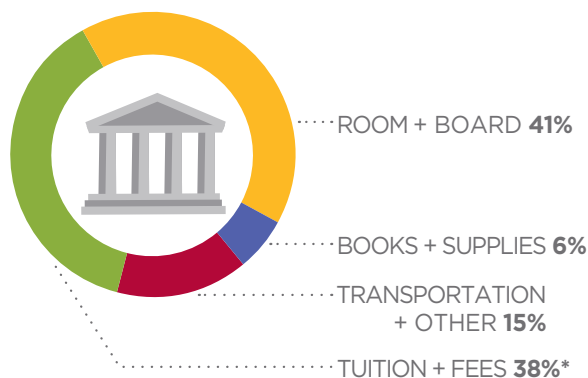 ROOM + BOARD 41%
BOOKS + SUPPLIES 6%
TRANSPORTATION
+ OTHER 15%
TUITION + FEES 38%*